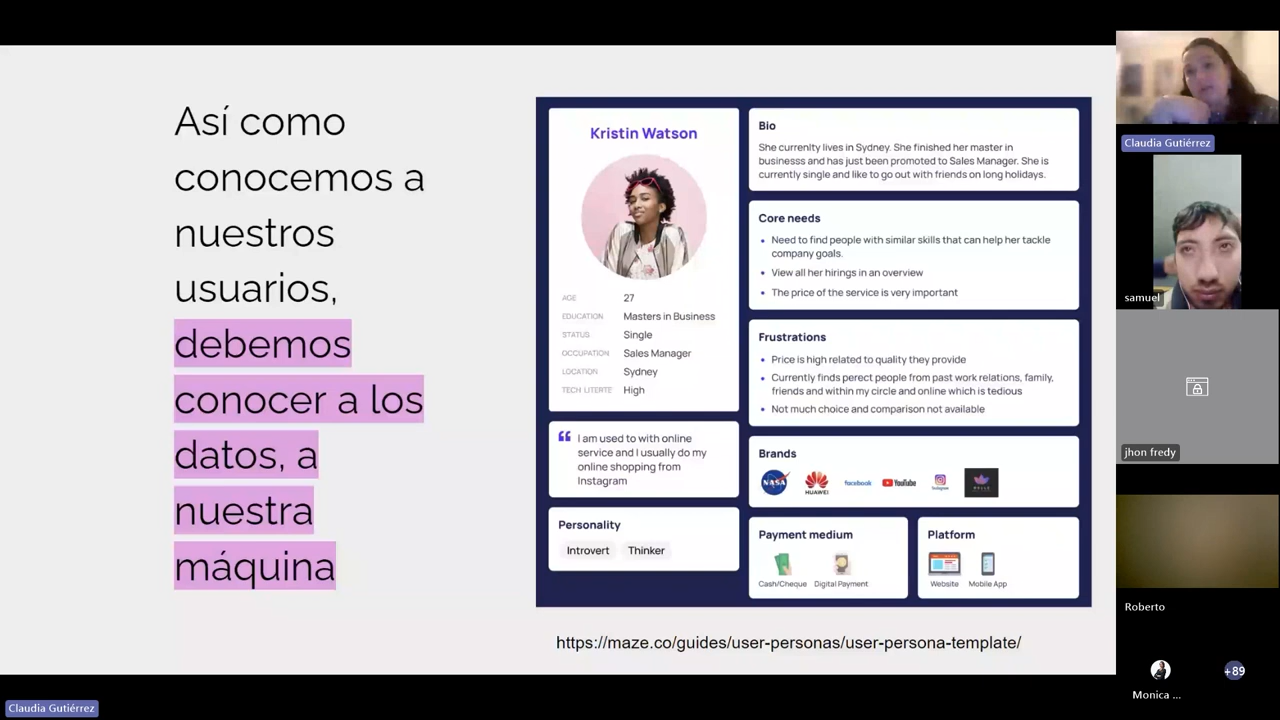 Así como
conocemos a
nuestros
usuarios,
debemos
conocer a los
datos, a
nuestra
máquina
Kristin Watson
AGE 27
EDUCATION Masters in Business
STATUS Single
OCCUPATION Sales Manager
LOCATION Sydney
TECH LITERTE High
I am used to with online
service and I usually do my
online shopping from
Instagram
Personality
Introvert Thinker
Bio
She currenlty lives in Sydney. She finished her master in
businesss and has just been promoted to Sales Manager. She is
currently single and like to go out with friends on long holidays.
Core needs
• Need to find people with similar skills that can help her tackle
company goals.
• View all her hirings in an overview
• The price of the service is very important
Frustrations
• Price is high related to quality they provide
• Currently finds perect people from past work relations, family,
friends and within my circle and online which is tedious
• Not much choice and comparison not available
Brands
NASA HUAWEI facebook YouTube Instagram
Payment medium
Cash/Cheque Digital Payment
Platform
Website Mobile App
https://maze.co/guides/user-personas/user-persona-template/
Claudia Gutiérrez
Claudia Gutiérrez
samuel
jhon fredy
Roberto
Monica ...
+89